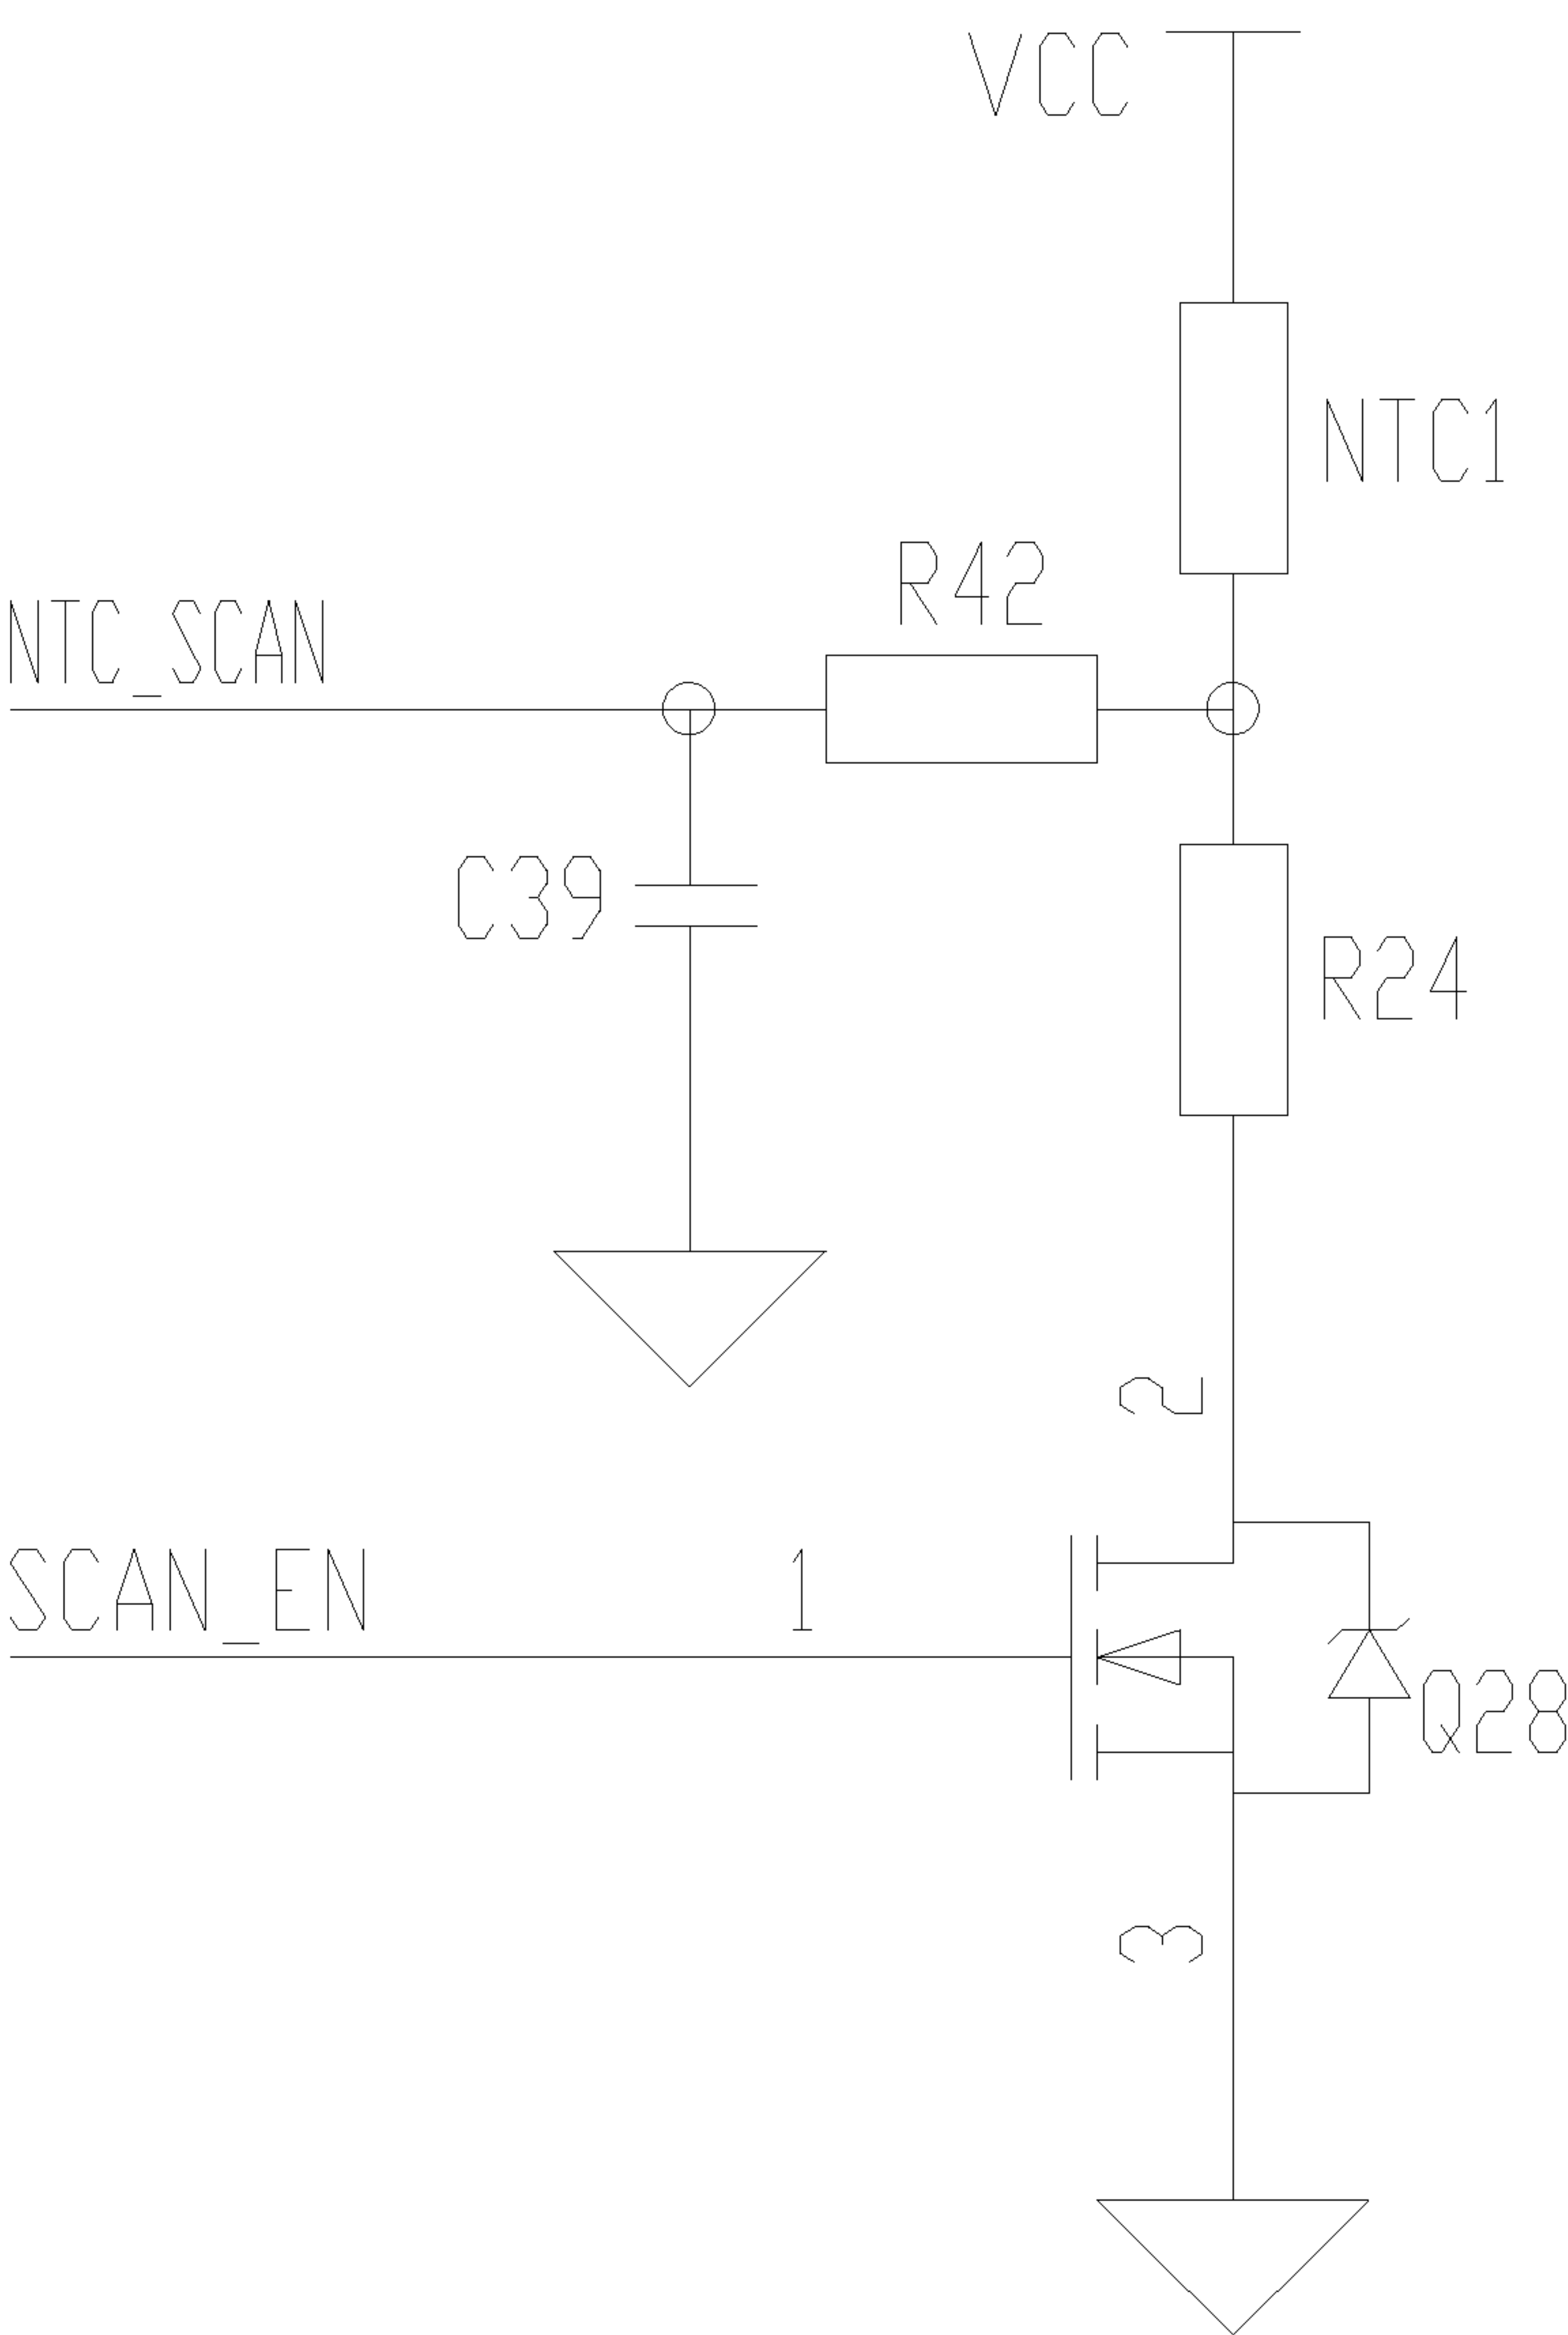 VCC
NTC1
R42
NTC_SCAN
C39
R24
2
SCAN_EN
1
Q28
3